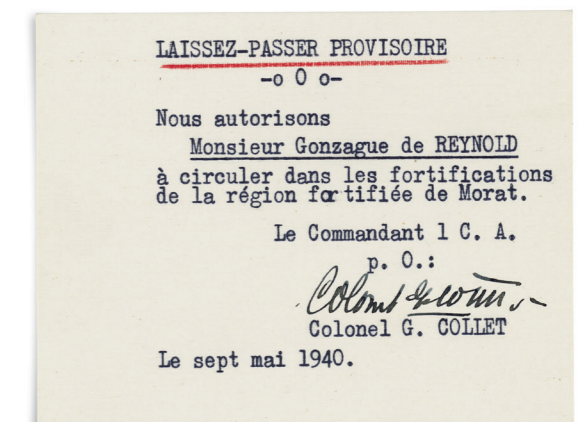 LAISSEZ-PASSER PROVISOIRE
-o O o-
Nous autorisons
Monsieur Gonzague de REYNOLD
à circuler dans les fortifications
de la région fortifiée de Morat.
Le Commandant 1 C. A.
p. O.:
Colonel G. COLLET
Le sept mai 1940.